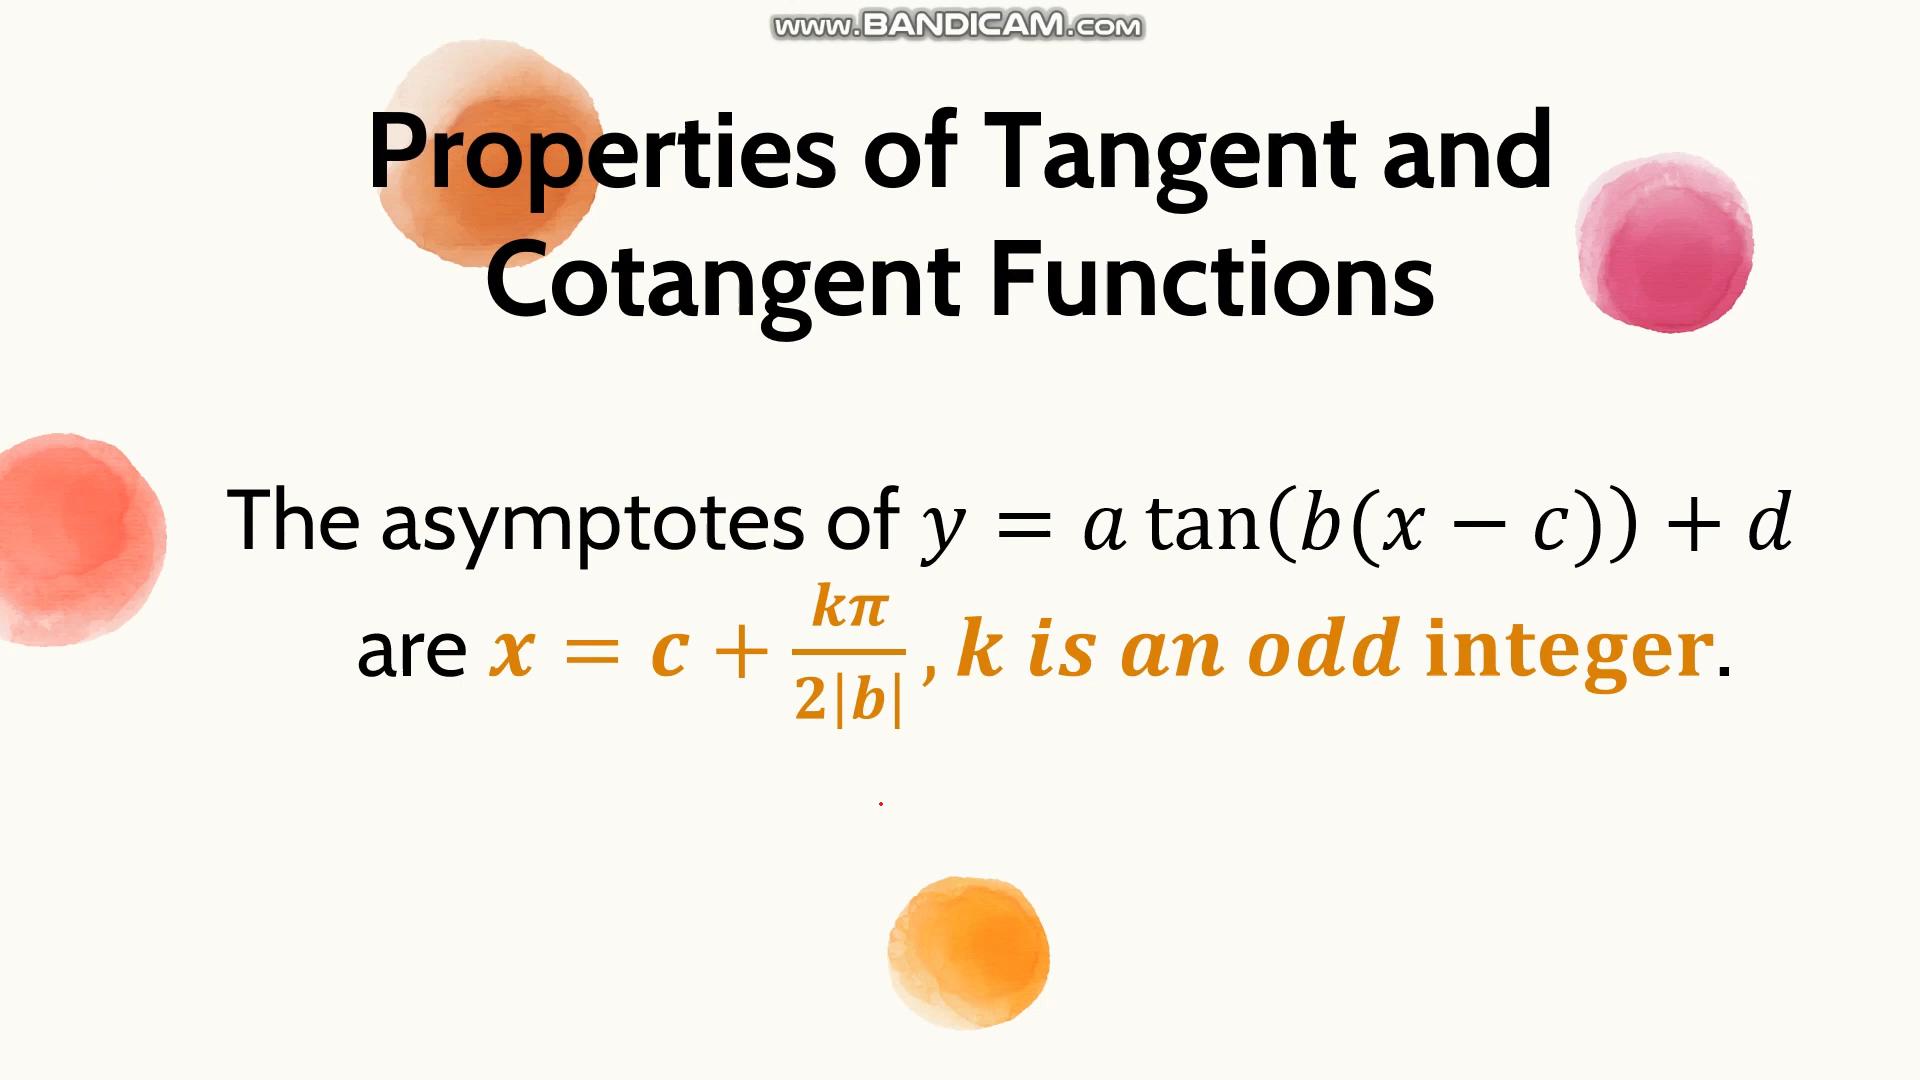 www.BANDICAM.com
Properties of Tangent and
Cotangent Functions
The asymptotes of y = a tan(b(x − c)) + d
are x = c + kπ/2|b| , k is an odd integer.